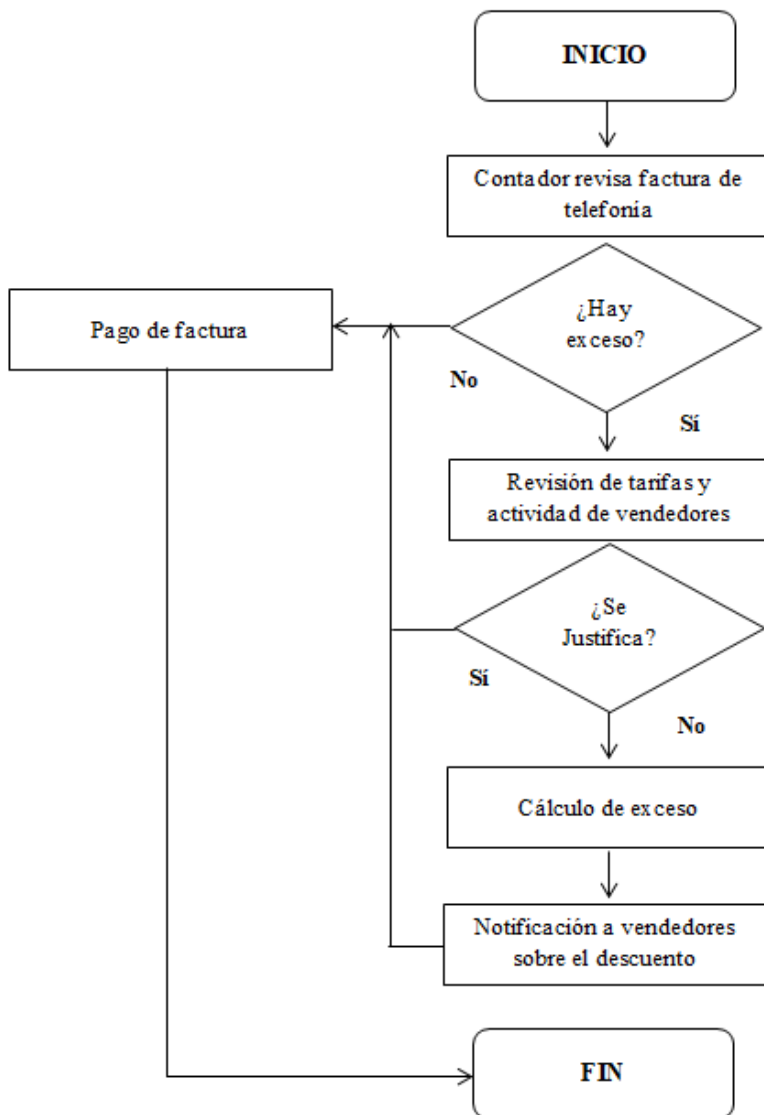 INICIO
Contador revisa factura de
telefonía
¿Hay
exceso?
Pago de factura
No
Sí
Revisión de tarifas y
actividad de vendedores
¿Se
Justifica?
Sí
No
Cálculo de exceso
Notificación a vendedores
sobre el descuento
FIN